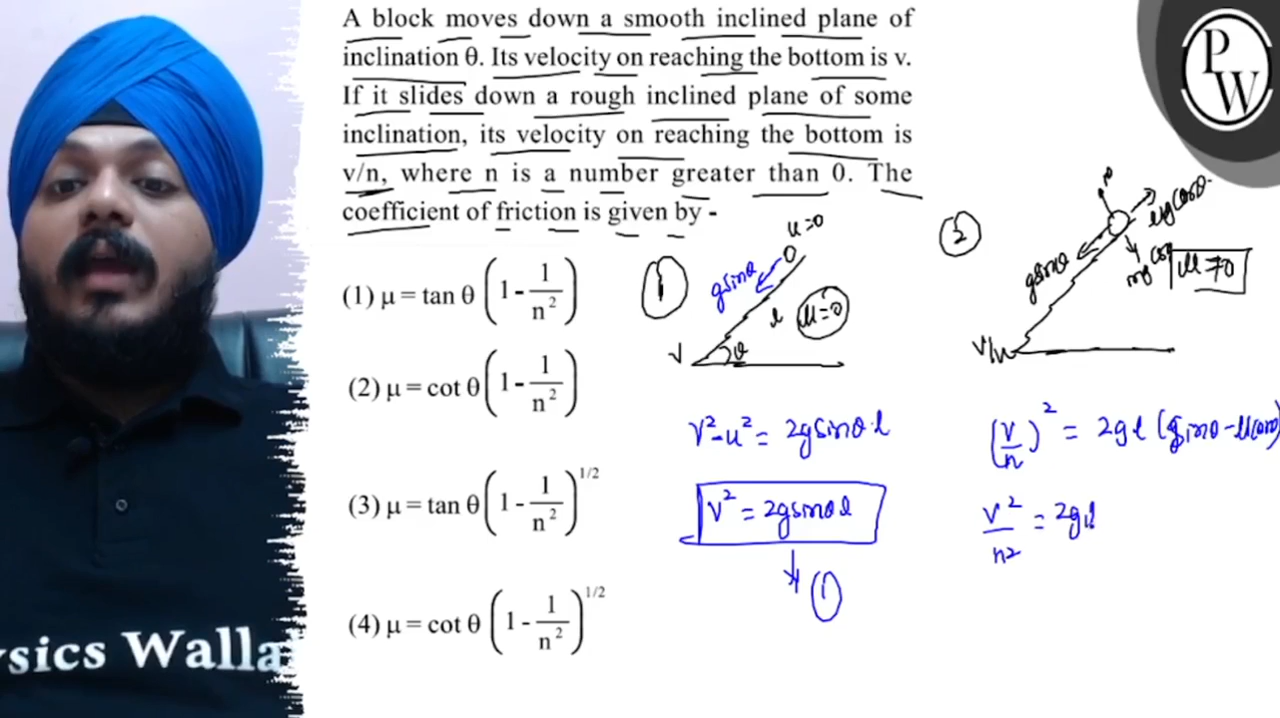 A block moves down a smooth inclined plane of
inclination θ. Its velocity on reaching the bottom is v.
If it slides down a rough inclined plane of some
inclination, its velocity on reaching the bottom is
v/n, where n is a number greater than 0. The
coefficient of friction is given by -
(1) μ = tan θ (1 - 1/n²)
(2) μ = cot θ (1 - 1/n²)
(3) μ = tan θ (1 - 1/n²)^1/2
(4) μ = cot θ (1 - 1/n²)^1/2
①
u=0
gsinθ
l
μ=0
V
θ
V²-u² = 2gsinθ.l
V² = 2gsinθ l
①
②
N
μgcosθ
gsinθ
μ≠0
V/n
(V/n)² = 2gl (gsinθ-μcosθ
V²/n² = 2gl
PW
sics Walla